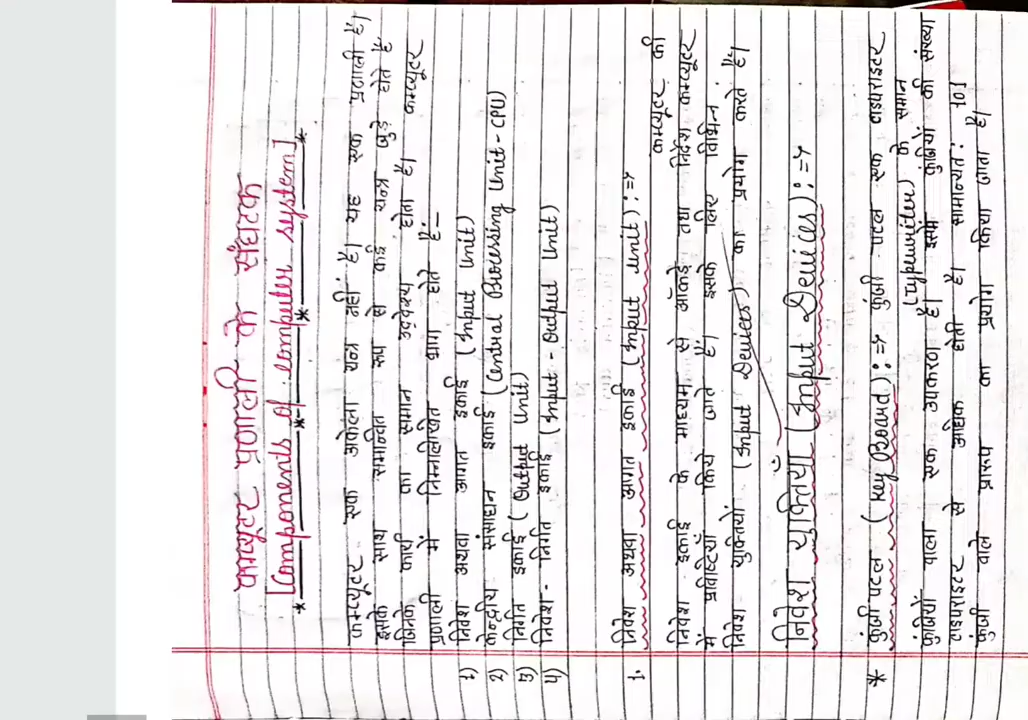 कम्प्यूटर प्रणाली के संघटक
[Components of computer system]
कम्प्यूटर एक अकेला यन्त्र नहीं है। यह एक प्रणाली है।
इसके साथ समन्वित रूप से कई यन्त्र जुड़े होते है
जिनके कार्य का समान उद्देश्य होता है। कम्प्यूटर
प्रणाली में निम्नलिखित भाग होते हैं:-
1) निवेश अथवा आगत इकाई (Input Unit)
2) केन्द्रीय संसाधन इकाई (Central Processing Unit - CPU)
3) निर्गत इकाई (Output Unit)
4) निवेश - निर्गत इकाई (Input - Output Unit)
1. निवेश अथवा आगत इकाई (Input unit) :=>
कम्प्यूटर की
निवेश इकाई के माध्यम से आँकड़े तथा निर्देश कम्प्यूटर
में प्रविष्टियाँ किये जाते हैं। इसके लिए विभिन्न
निवेश युक्तियों (Input Devices) का प्रयोग करते हैं।
निवेश युक्तियाँ (Input Devices) :=>
* कुंजी पटल (Key Board) :=> कुंजी पटल एक टाइपराइटर
(Typewriter) के समान
कुंजियों वाला एक उपकरण है। इसमें कुंजियों की संख्या
टाइपराइटर से अधिक होती है। सामान्यत: 101
कुंजी वाले प्रारूप का प्रयोग किया जाता है।